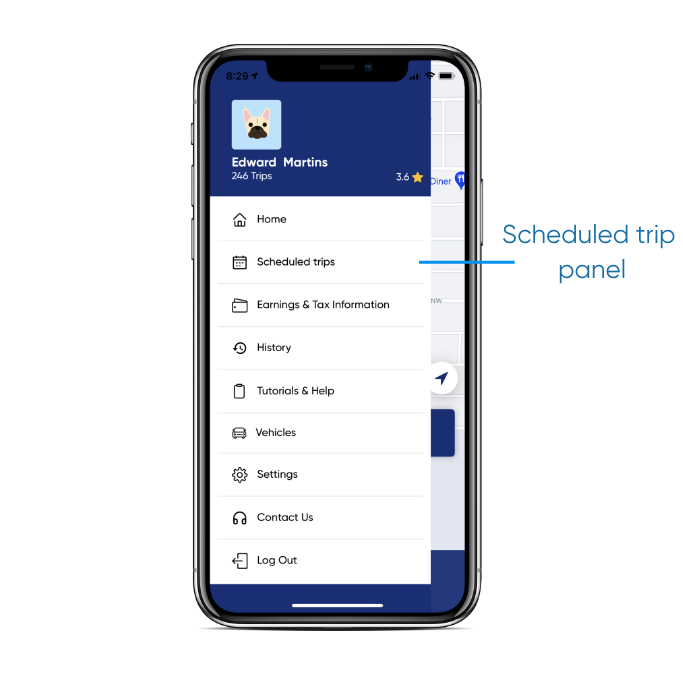 8:29
Edward Martins
246 Trips
3.6
Diner
Home
Scheduled trips
Scheduled trip
panel
Earnings & Tax Information
NW
History
Tutorials & Help
Vehicles
Settings
Contact Us
Log Out